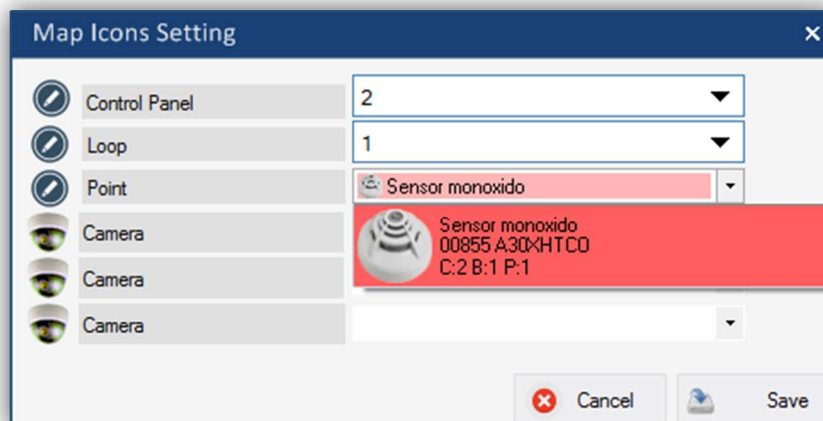 Map Icons Setting
Control Panel
2
Loop
1
Point
Sensor monoxido
Sensor monoxido
00855 A30XHTCO
C:2 B:1 P:1
Camera
Camera
Camera
Cancel
Save